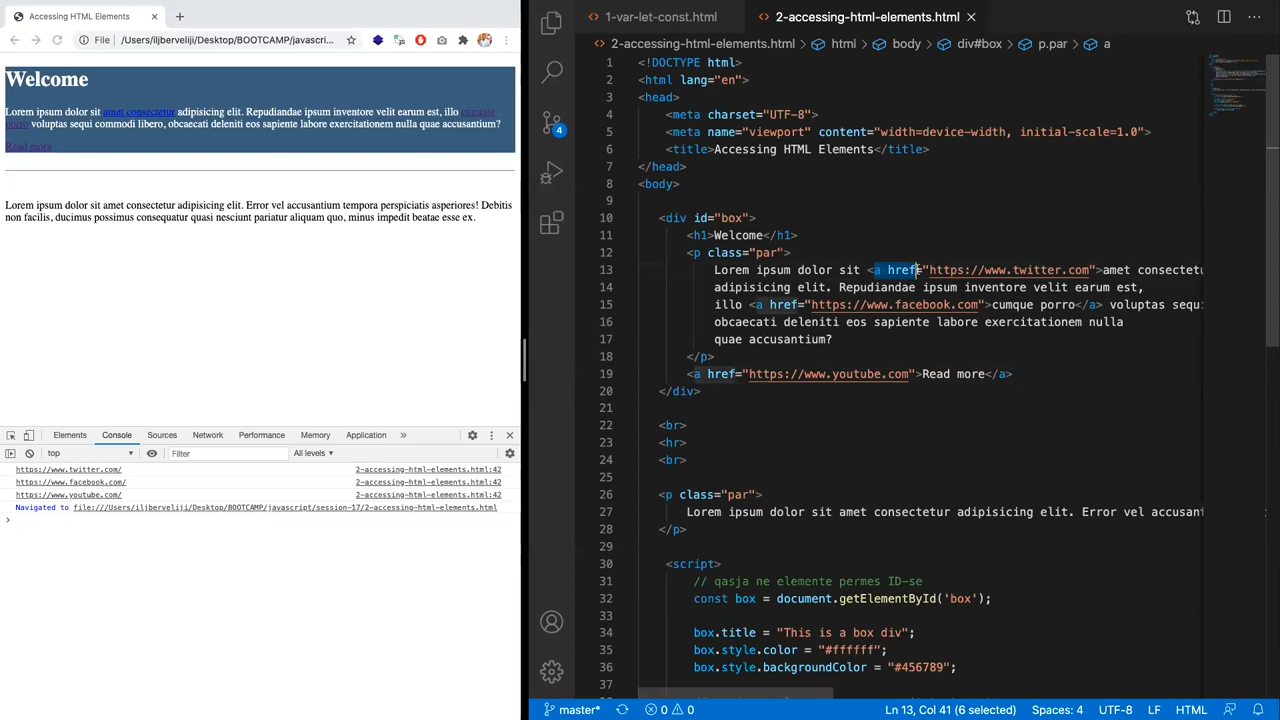 Accessing HTML Elements
File
/Users/iljberveliji/Desktop/BOOTCAMP/javascri...
Welcome
Lorem ipsum dolor sit amet consectetur adipisicing elit. Repudiandae ipsum inventore velit earum est, illo cumque
porro voluptas sequi commodi libero, obcaecati deleniti eos sapiente labore exercitationem nulla quae accusantium?
Read more
Lorem ipsum dolor sit amet consectetur adipisicing elit. Error vel accusantium tempora perspiciatis asperiores! Debitis
non facilis, ducimus possimus consequatur quasi nesciunt pariatur aliquam quo, minus impedit beatae esse ex.
Elements Console Sources Network Performance Memory Application »
top Filter All levels
https://www.twitter.com/ 2-accessing-html-elements.html:42
https://www.facebook.com/ 2-accessing-html-elements.html:42
https://www.youtube.com/ 2-accessing-html-elements.html:42
Navigated to file:///Users/iljberveliji/Desktop/BOOTCAMP/javascript/session-17/2-accessing-html-elements.html
>
4
1-var-let-const.html 2-accessing-html-elements.html
2-accessing-html-elements.html > html > body > div#box > p.par > a
1 <!DOCTYPE html>
2 <html lang="en">
3 <head>
4 <meta charset="UTF-8">
5 <meta name="viewport" content="width=device-width, initial-scale=1.0">
6 <title>Accessing HTML Elements</title>
7 </head>
8 <body>
9
10 <div id="box">
11 <h1>Welcome</h1>
12 <p class="par">
13 Lorem ipsum dolor sit <a href="https://www.twitter.com">amet consectetu
14 adipisicing elit. Repudiandae ipsum inventore velit earum est,
15 illo <a href="https://www.facebook.com">cumque porro</a> voluptas sequi
16 obcaecati deleniti eos sapiente labore exercitationem nulla
17 quae accusantium?
18 </p>
19 <a href="https://www.youtube.com">Read more</a>
20 </div>
21
22 <br>
23 <hr>
24 <br>
25
26 <p class="par">
27 Lorem ipsum dolor sit amet consectetur adipisicing elit. Error vel accusant
28 </p>
29
30 <script>
31 // qasja ne elemente permes ID-se
32 const box = document.getElementById('box');
33
34 box.title = "This is a box div";
35 box.style.color = "#ffffff";
36 box.style.backgroundColor = "#456789";
37
master* 0 0 Ln 13, Col 41 (6 selected) Spaces: 4 UTF-8 LF HTML